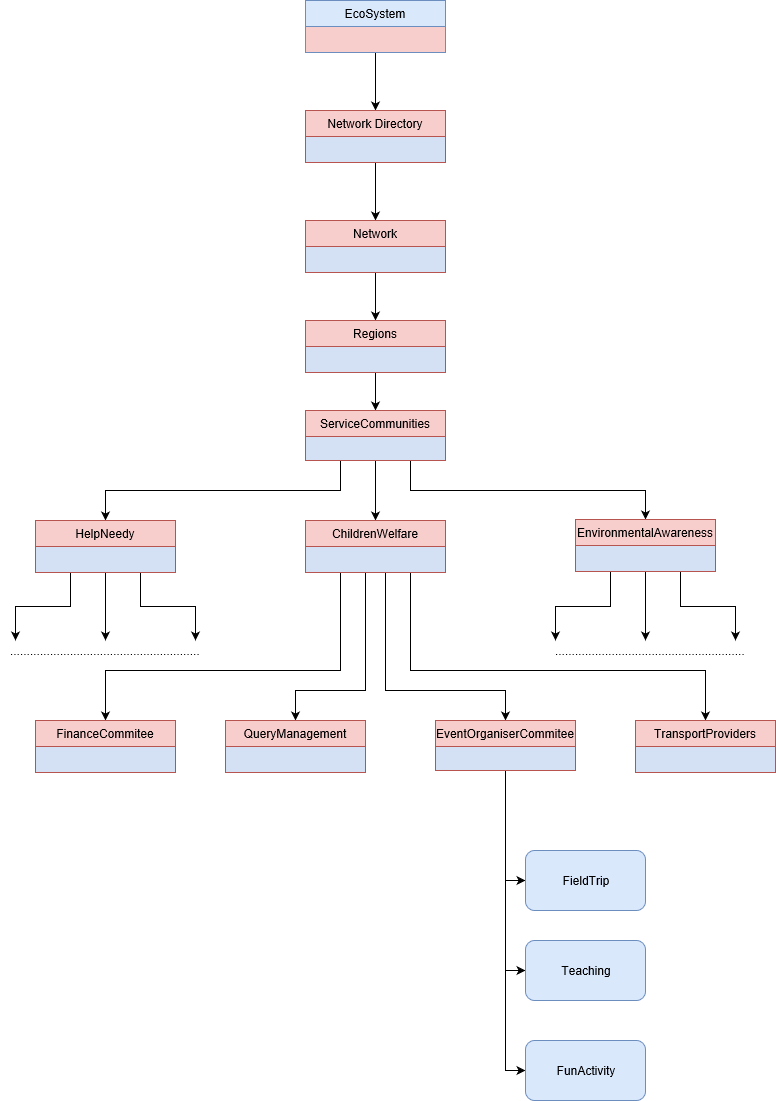 EcoSystem
Network Directory
Network
Regions
ServiceCommunities
HelpNeedy
ChildrenWelfare
EnvironmentalAwareness
FinanceCommitee
QueryManagement
EventOrganiserCommitee
TransportProviders
FieldTrip
Teaching
FunActivity